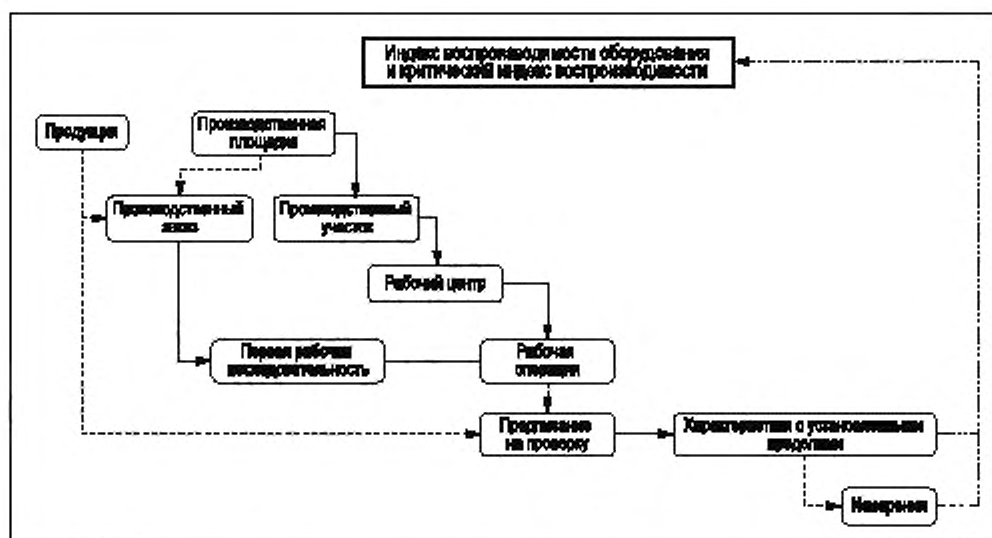 Индекс воспроизводимости оборудования
и критический индекс воспроизводимости
Продукция
Производственная
площадка
Производственный
заказ
Производственный
участок
Рабочий центр
Первая рабочая
последовательность
Рабочая
операция
Предписание
на проверку
Характеристики с установленными
пределами
Измерения